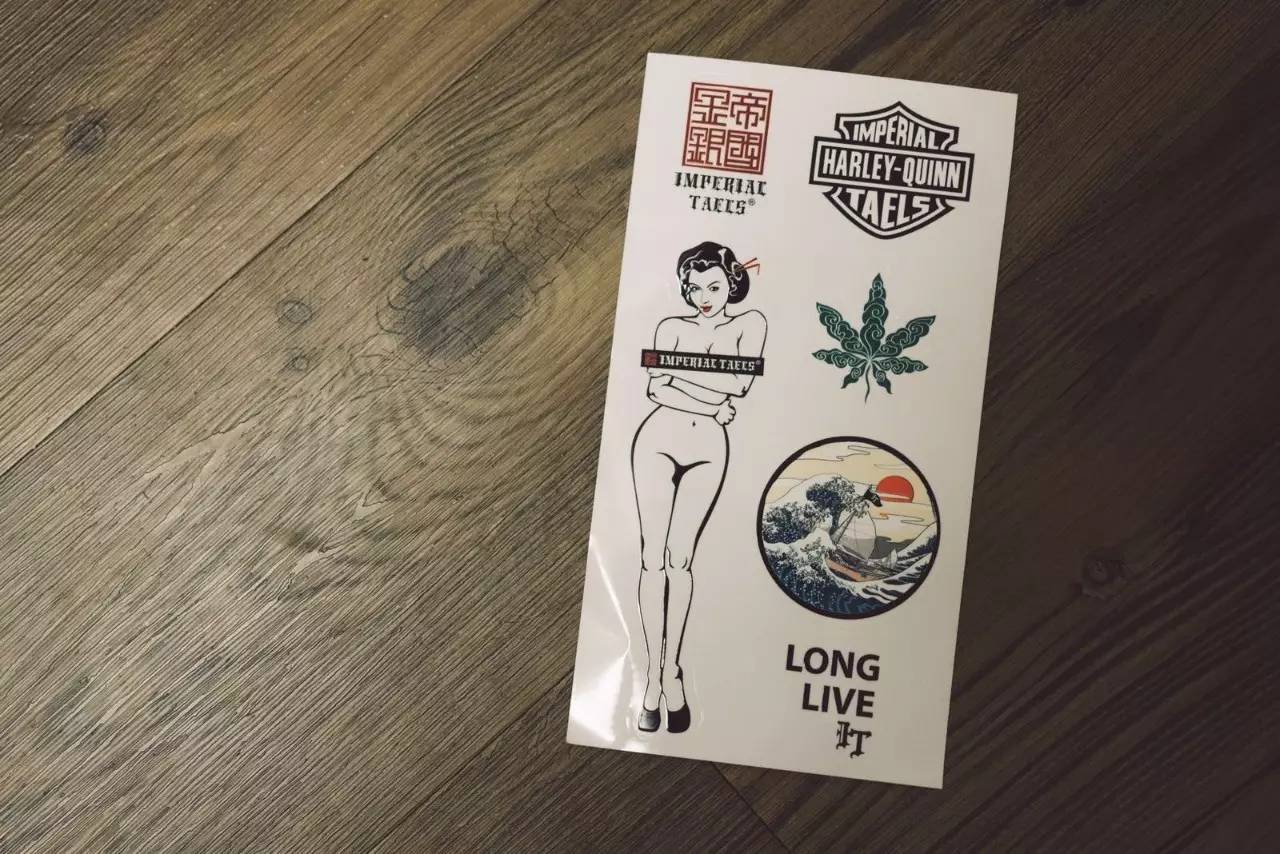 帝國
金銀
IMPERIAL
TAELS®
IMPERIAL
HARLEY-QUINN
TAELS
IMPERIAL TAELS®
LONG
LIVE
IT